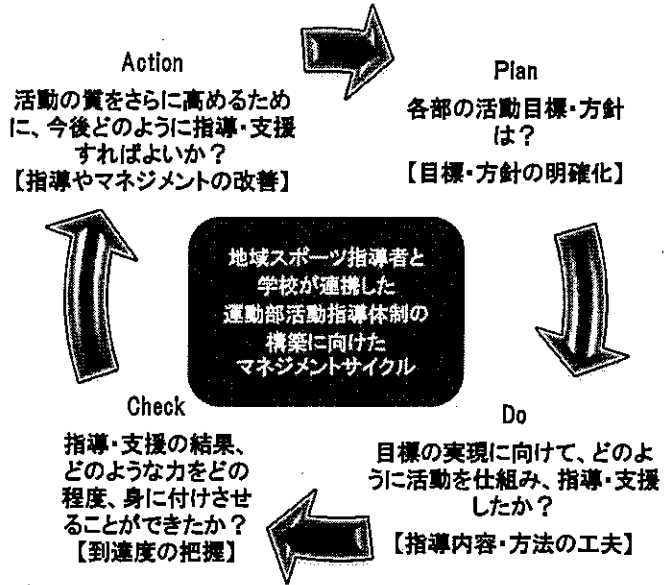 Action
活動の質をさらに高めるため
に、今後どのように指導・支援
すればよいか？
【指導やマネジメントの改善】
Plan
各部の活動目標・方針
は？
【目標・方針の明確化】
地域スポーツ指導者と
学校が連携した
運動部活動指導体制の
構築に向けた
マネジメントサイクル
Check
指導・支援の結果、
どのような力をどの
程度、身に付けさせ
ることができたか？
【到達度の把握】
Do
目標の実現に向けて、どのよ
うに活動を仕組み、指導・支援
したか？
【指導内容・方法の工夫】